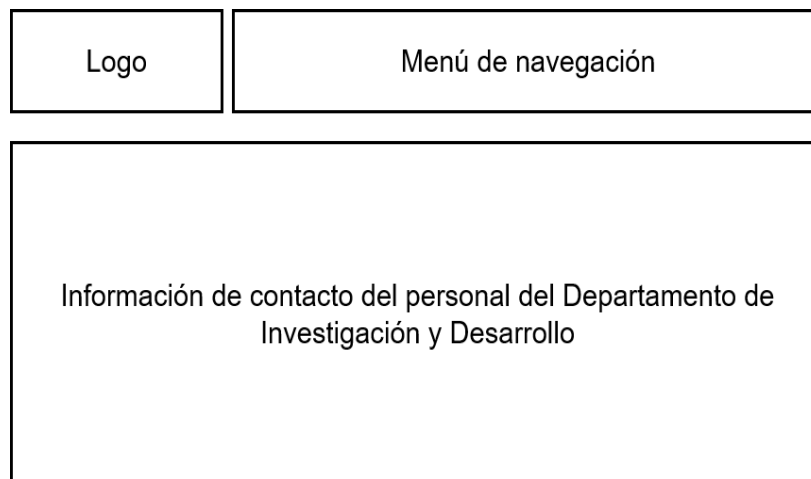 Logo
Menú de navegación
Información de contacto del personal del Departamento de
Investigación y Desarrollo